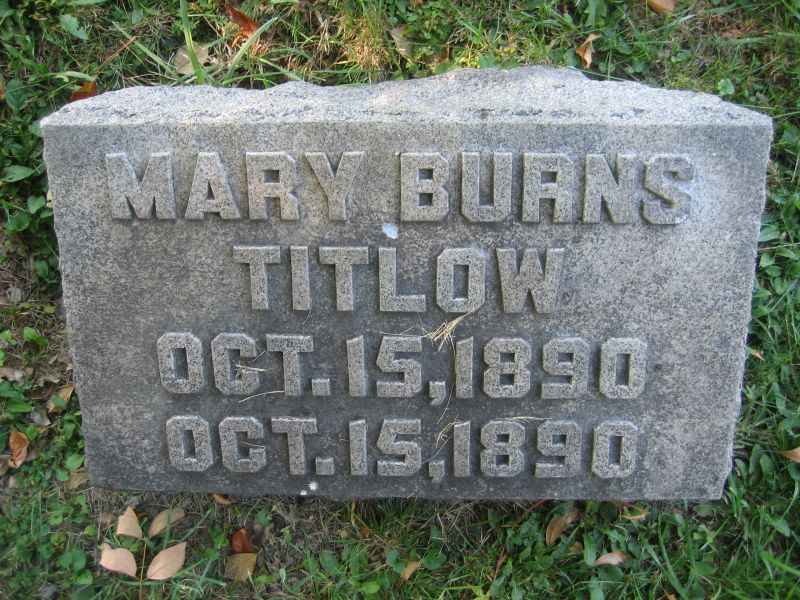 MARY BURNS
TITLOW
OCT. 15, 1890
OCT. 15, 1890